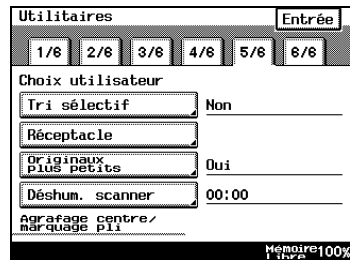 Utilitaires
Entrée
1/6 2/6 3/6 4/6 5/6 6/6
Choix utilisateur
Tri sélectif Non
Réceptacle
Originaux
plus petits Oui
Déshum. scanner 00:00
Agrafage centre/
marquage pli
Mémoire 100%
Libre